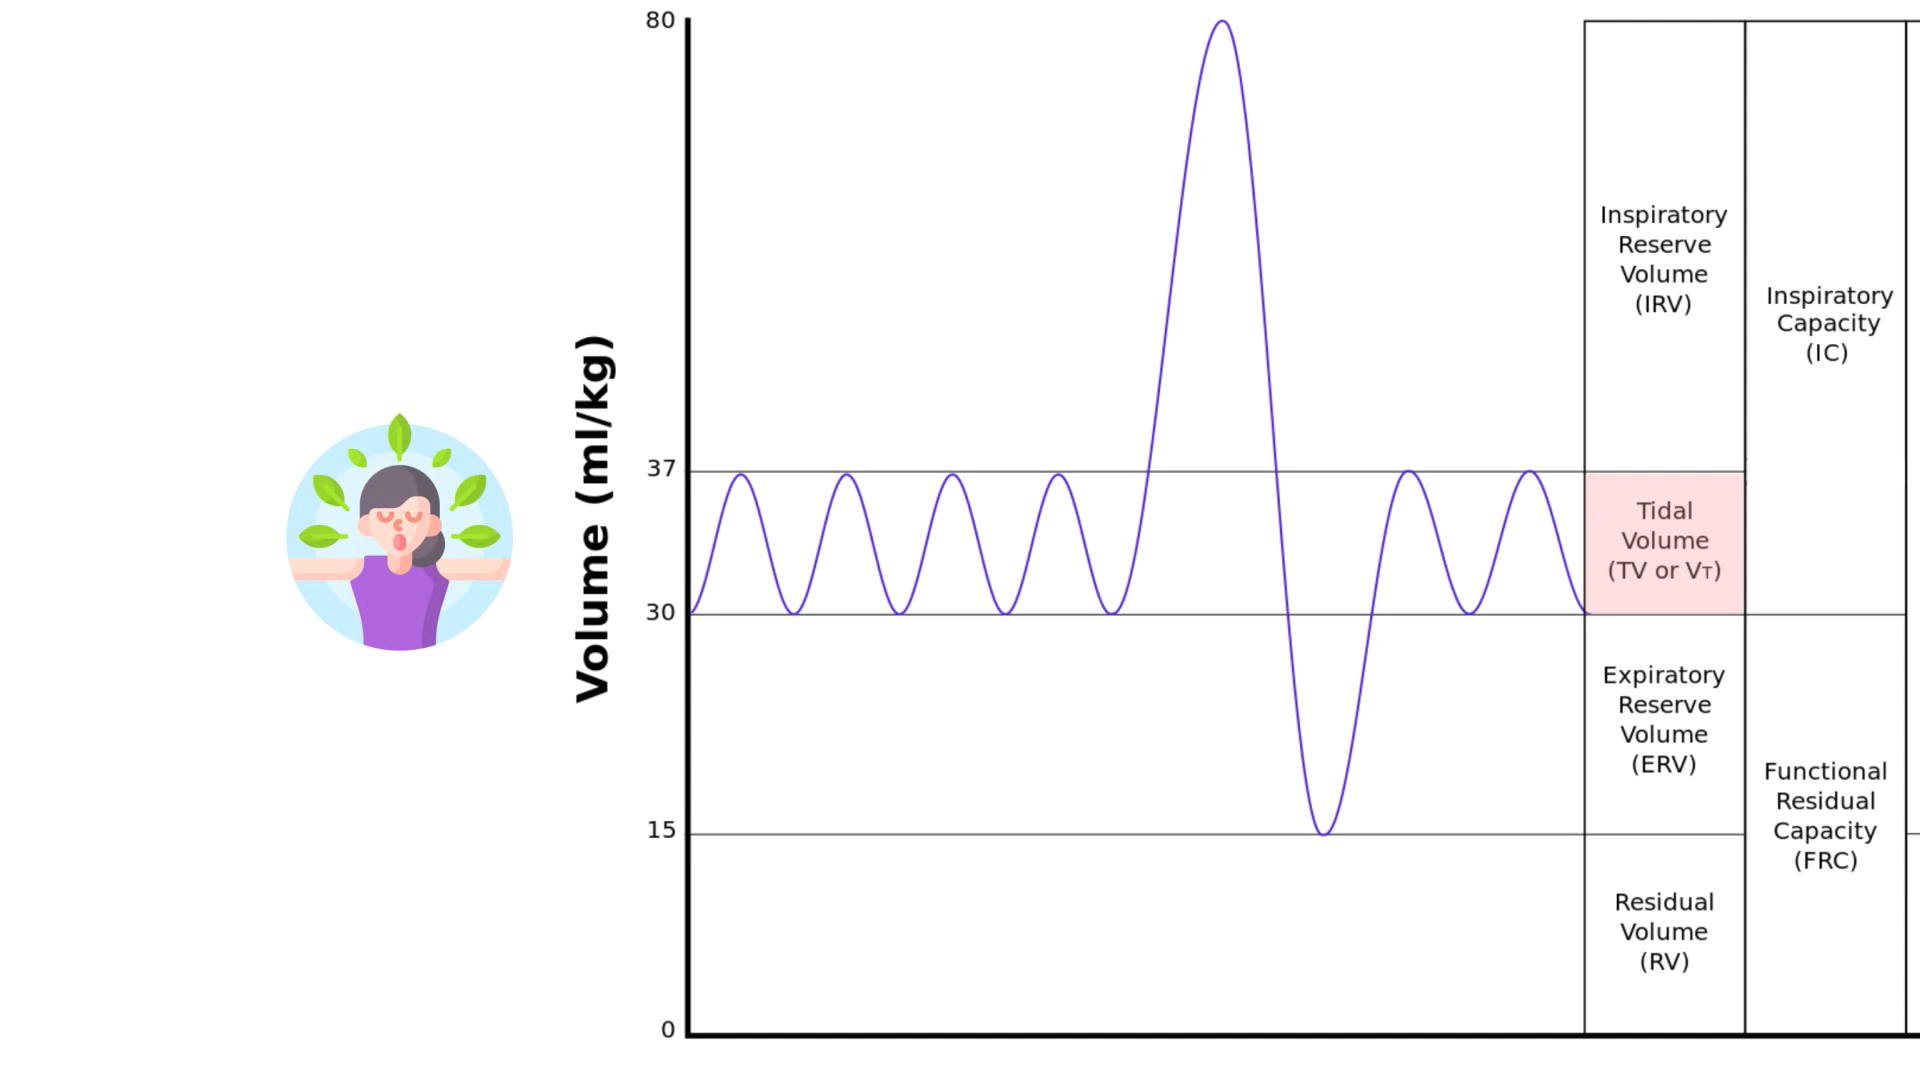 80
37
30
15
0
Volume (ml/kg)
Inspiratory
Reserve
Volume
(IRV)
Tidal
Volume
(TV or VT)
Expiratory
Reserve
Volume
(ERV)
Residual
Volume
(RV)
Inspiratory
Capacity
(IC)
Functional
Residual
Capacity
(FRC)